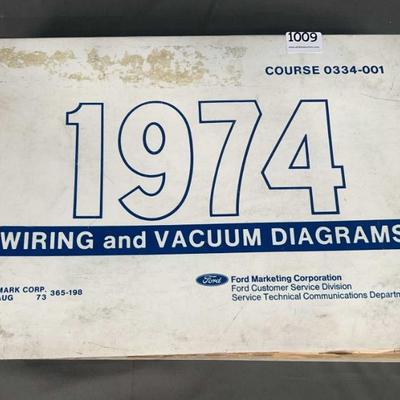 1009
COURSE 0334-001
1974
WIRING and VACUUM DIAGRAMS
MARK CORP.
AUG 73 365-198
Ford
Ford Marketing Corporation
Ford Customer Service Division
Service Technical Communications Departm